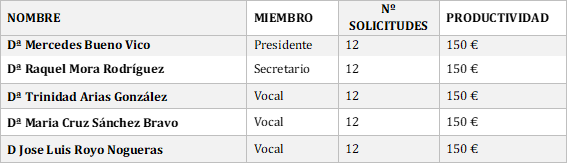 NOMBRE MIEMBRO Nº SOLICITUDES PRODUCTIVIDAD
Dª Mercedes Bueno Vico Presidente 12 150 €
Dª Raquel Mora Rodríguez Secretario 12 150 €
Dª Trinidad Arias González Vocal 12 150 €
Dª Maria Cruz Sánchez Bravo Vocal 12 150 €
D Jose Luis Royo Nogueras Vocal 12 150 €